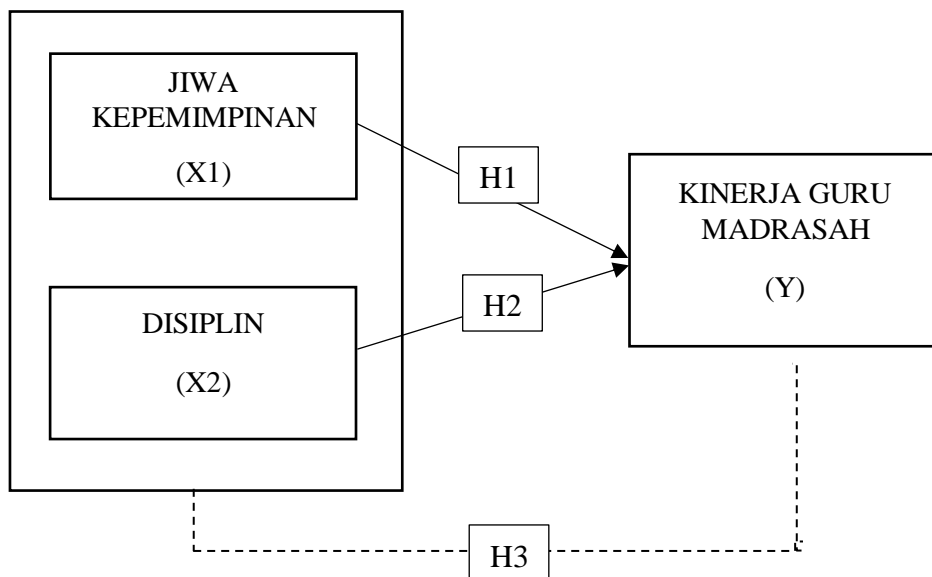 JIWA
KEPEMIMPINAN
(X1)
H1
KINERJA GURU
MADRASAH
(Y)
DISIPLIN
(X2)
H2
H3